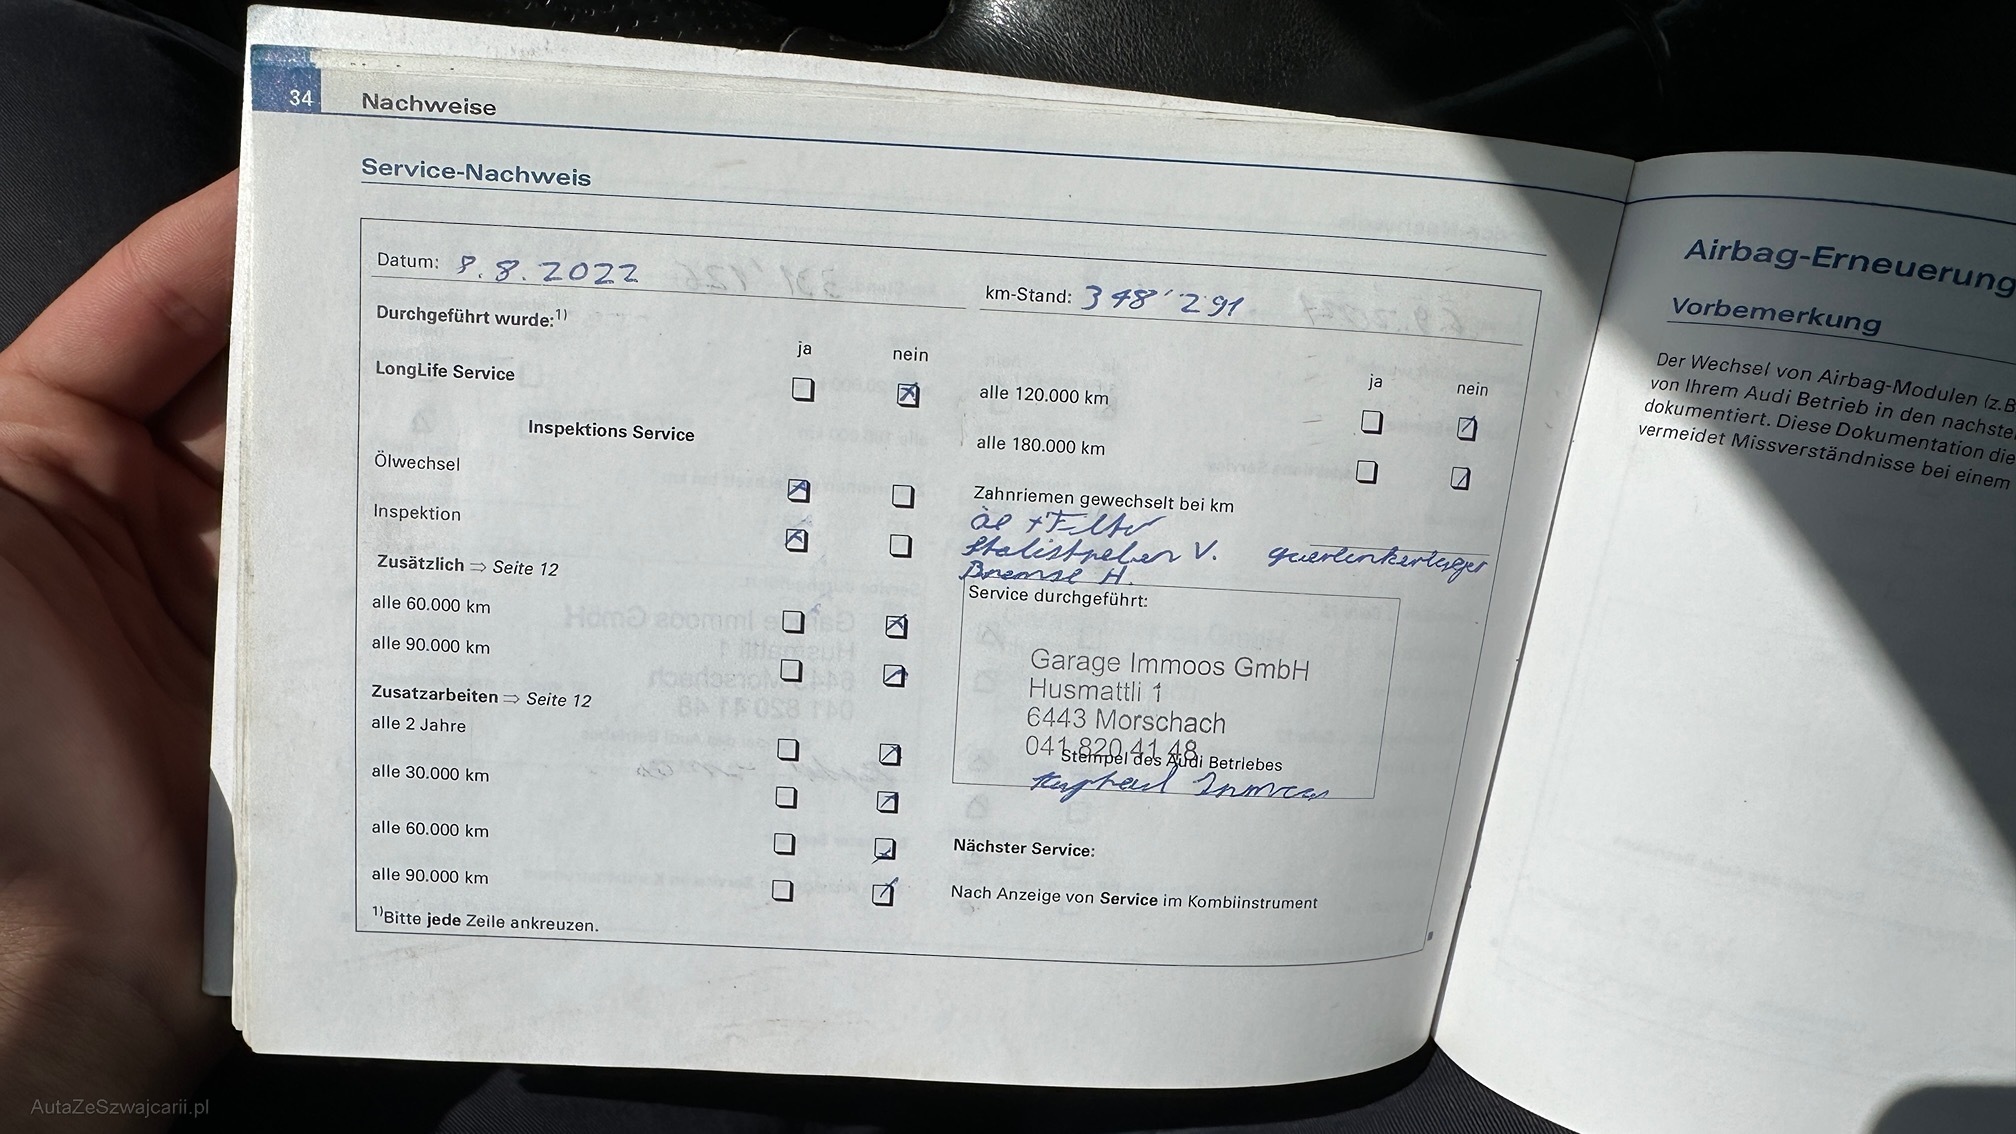 34
Nachweise
Service-Nachweis
Datum: 8.8.2022
km-Stand: 348'291
Durchgeführt wurde:1)
ja nein
LongLife Service
Inspektions Service
Ölwechsel
Inspektion
Zusätzlich ⇒ Seite 12
alle 60.000 km
alle 90.000 km
Zusatzarbeiten ⇒ Seite 12
alle 2 Jahre
alle 30.000 km
alle 60.000 km
alle 90.000 km
1)Bitte jede Zeile ankreuzen.
ja nein
alle 120.000 km
alle 180.000 km
Zahnriemen gewechselt bei km
Öl + Filter
V. Querlenkerlager
Bremse H.
Service durchgeführt:
Garage Immoos GmbH
Husmattli 1
6443 Morschach
041 820 41 48
Stempel des Audi Betriebes
Immoos
Nächster Service:
Nach Anzeige von Service im Kombiinstrument
Airbag-Erneuerung
Vorbemerkung
Der Wechsel von Airbag-Modulen (z.B
von Ihrem Audi Betrieb in den nachste
dokumentiert. Diese Dokumentation die
vermeidet Missverständnisse bei einem
AutaZeSzwajcarii.pl